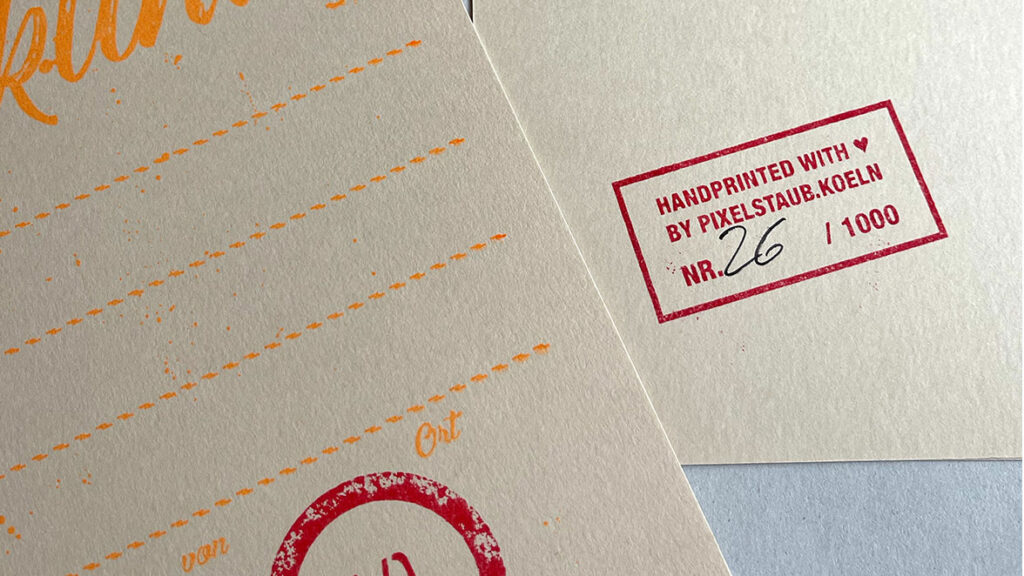 Ort
von
HANDPRINTED WITH ♥
BY PIXELSTAUB.KOELN
NR. 26 / 1000